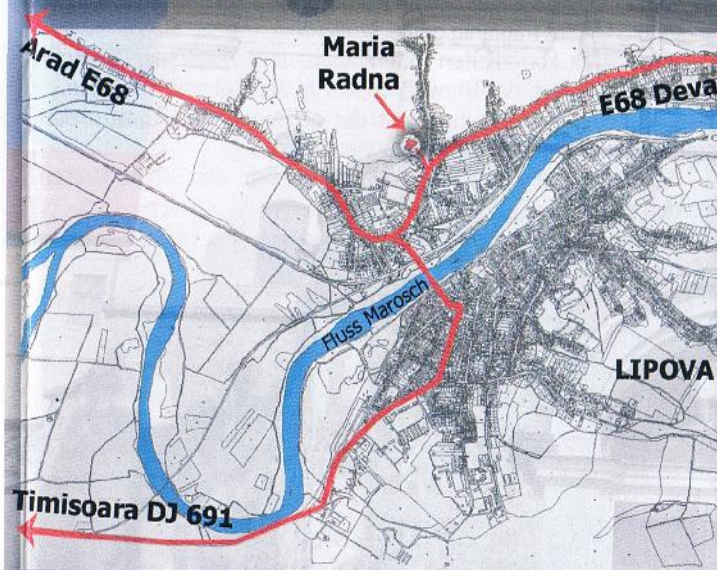 Maria
Radna
Arad E68
E68 Deva
Fluss Marosch
LIPOVA
Timisoara DJ 691